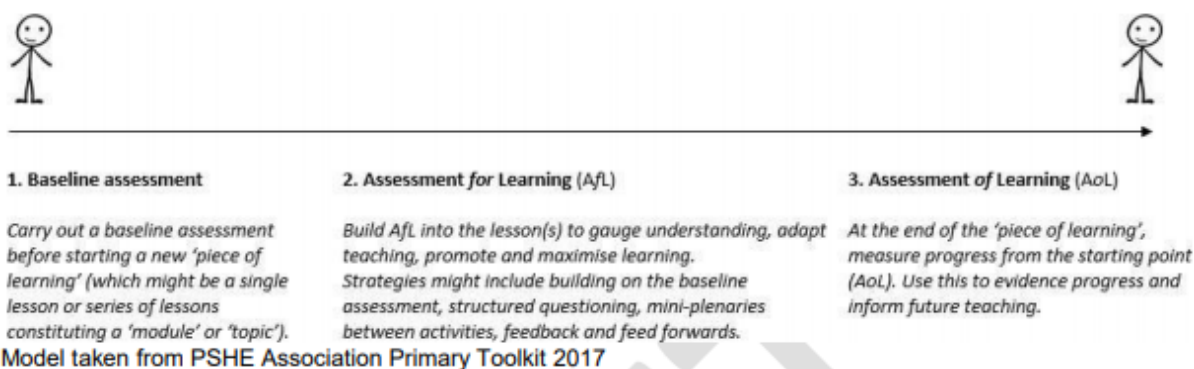 1. Baseline assessment
Carry out a baseline assessment
before starting a new ‘piece of
learning’ (which might be a single
lesson or series of lessons
constituting a ‘module’ or ‘topic’).
2. Assessment for Learning (AfL)
Build AfL into the lesson(s) to gauge understanding, adapt
teaching, promote and maximise learning.
Strategies might include building on the baseline
assessment, structured questioning, mini-plenaries
between activities, feedback and feed forwards.
3. Assessment of Learning (AoL)
At the end of the ‘piece of learning’,
measure progress from the starting point
(AoL). Use this to evidence progress and
inform future teaching.
Model taken from PSHE Association Primary Toolkit 2017